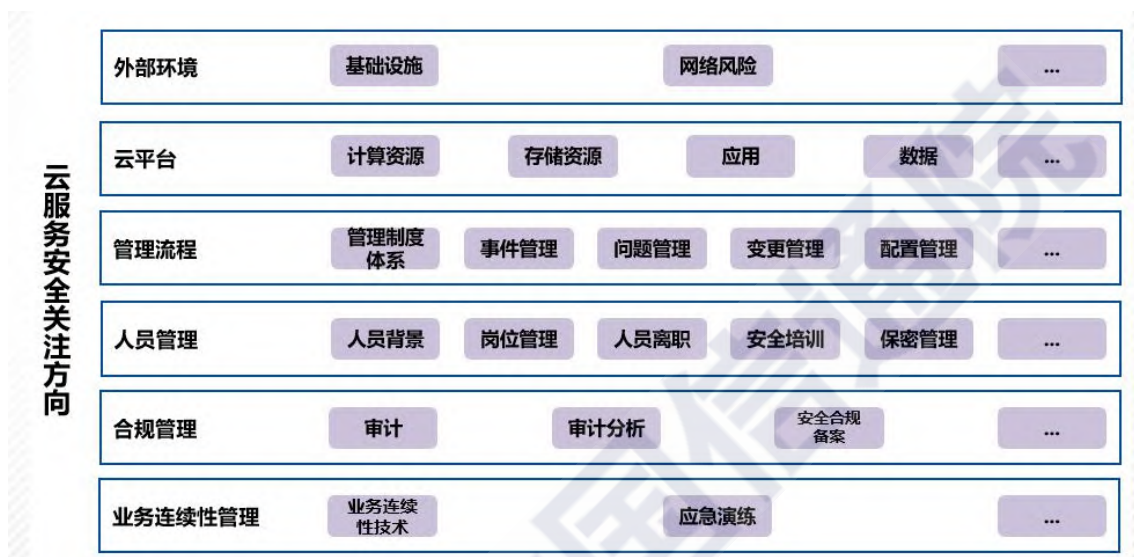 云服务安全关注方向
外部环境
基础设施
网络风险
...
云平台
计算资源
存储资源
应用
数据
...
管理流程
管理制度
体系
事件管理
问题管理
变更管理
配置管理
...
人员管理
人员背景
岗位管理
人员离职
安全培训
保密管理
...
合规管理
审计
审计分析
安全合规
备案
...
业务连续性管理
业务连续
性技术
应急演练
...
国信通院